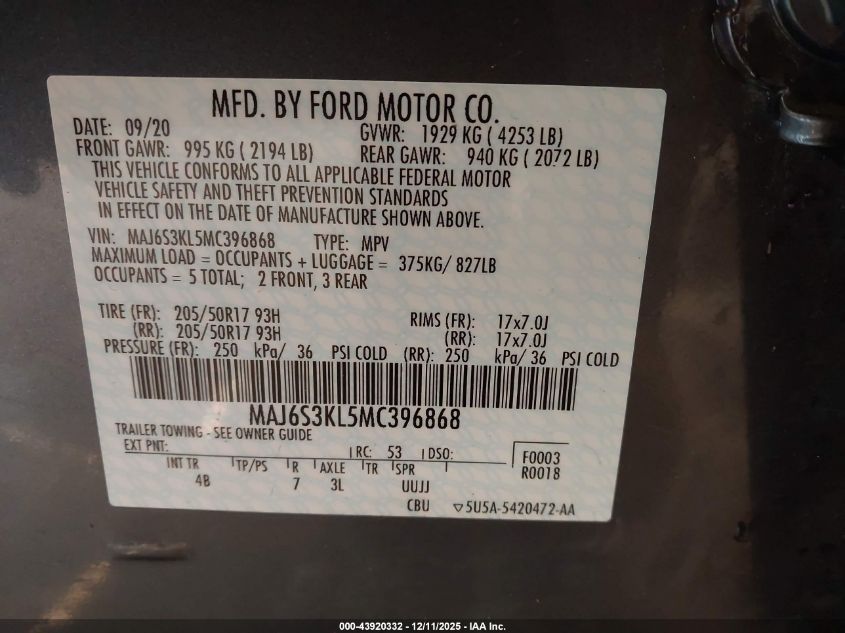 MFD. BY FORD MOTOR CO.
DATE: 09/20 GVWR: 1929 KG ( 4253 LB)
FRONT GAWR: 995 KG ( 2194 LB) REAR GAWR: 940 KG ( 2072 LB)
THIS VEHICLE CONFORMS TO ALL APPLICABLE FEDERAL MOTOR
VEHICLE SAFETY AND THEFT PREVENTION STANDARDS
IN EFFECT ON THE DATE OF MANUFACTURE SHOWN ABOVE.
VIN: MAJ6S3KL5MC396868 TYPE: MPV
MAXIMUM LOAD = OCCUPANTS + LUGGAGE = 375KG/ 827LB
OCCUPANTS = 5 TOTAL; 2 FRONT, 3 REAR
TIRE (FR): 205/50R17 93H RIMS (FR): 17x7.0J
(RR): 205/50R17 93H (RR): 17x7.0J
PRESSURE (FR): 250 kPa/ 36 PSI COLD (RR): 250 kPa/ 36 PSI COLD
MAJ6S3KL5MC396868
TRAILER TOWING - SEE OWNER GUIDE
EXT PNT: RC: 53 DSO: F0003
INT TR TP/PS R AXLE TR SPR R0018
4B 7 3L UUJJ
CBU ▽5U5A-5420472-AA
000-43920332 - 12/11/2025 - IAA Inc.